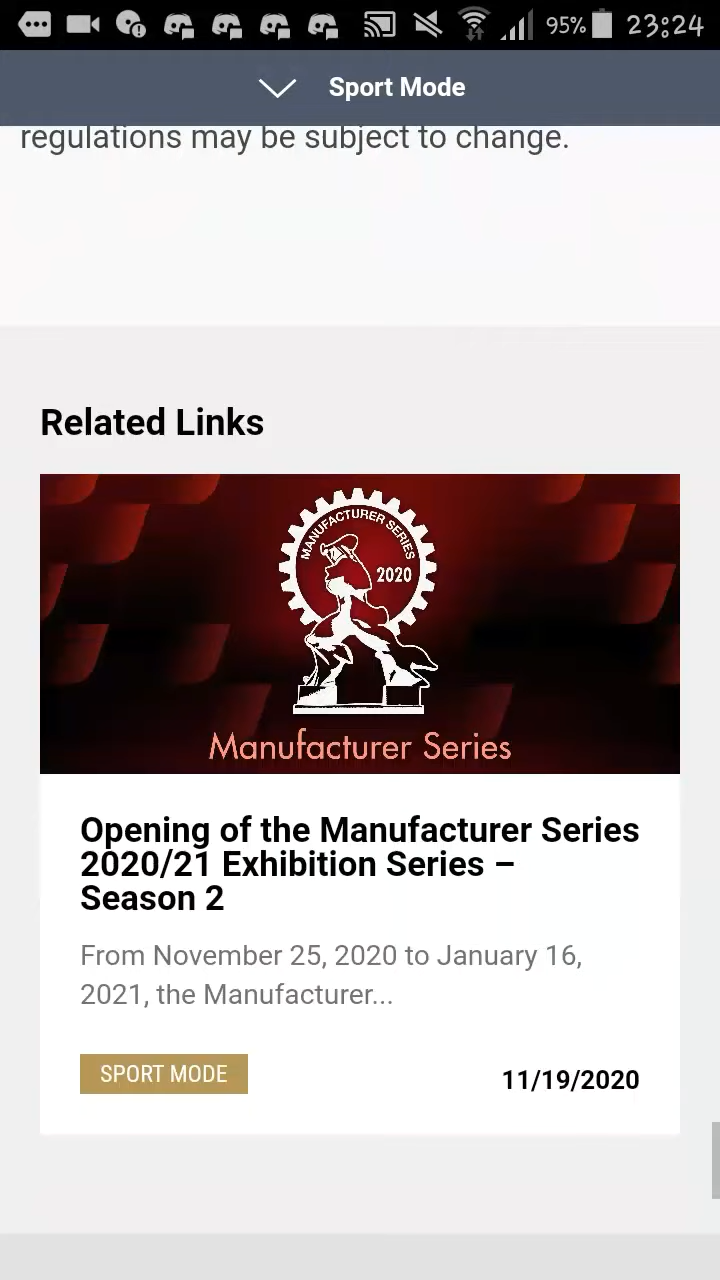 95% 23:24
Sport Mode
regulations may be subject to change.
Related Links
MANUFACTURER SERIES
2020
Manufacturer Series
Opening of the Manufacturer Series
2020/21 Exhibition Series –
Season 2
From November 25, 2020 to January 16,
2021, the Manufacturer...
SPORT MODE
11/19/2020